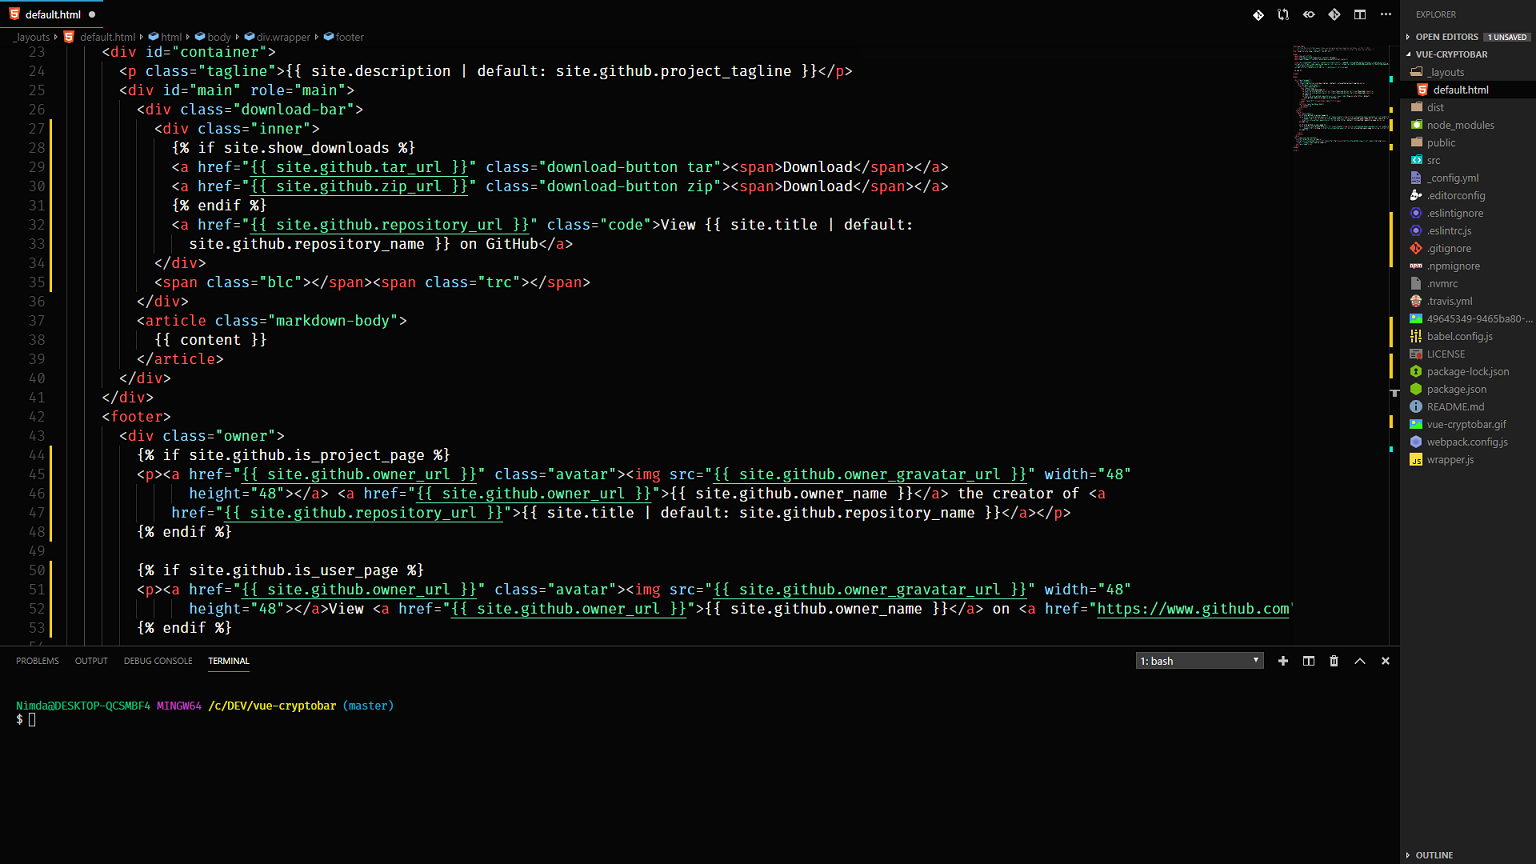 default.html
_layouts › default.html › html › body › div.wrapper › footer
23 <div id="container">
24 <p class="tagline">{{ site.description | default: site.github.project_tagline }}</p>
25 <div id="main" role="main">
26 <div class="download-bar">
27 <div class="inner">
28 {% if site.show_downloads %}
29 <a href="{{ site.github.tar_url }}" class="download-button tar"><span>Download</span></a>
30 <a href="{{ site.github.zip_url }}" class="download-button zip"><span>Download</span></a>
31 {% endif %}
32 <a href="{{ site.github.repository_url }}" class="code">View {{ site.title | default:
33 site.github.repository_name }} on GitHub</a>
34 </div>
35 <span class="blc"></span><span class="trc"></span>
36 </div>
37 <article class="markdown-body">
38 {{ content }}
39 </article>
40 </div>
41 </div>
42 <footer>
43 <div class="owner">
44 {% if site.github.is_project_page %}
45 <p><a href="{{ site.github.owner_url }}" class="avatar"><img src="{{ site.github.owner_gravatar_url }}" width="48"
46 height="48"></a> <a href="{{ site.github.owner_url }}">{{ site.github.owner_name }}</a> the creator of <a
47 href="{{ site.github.repository_url }}">{{ site.title | default: site.github.repository_name }}</a></p>
48 {% endif %}
49
50 {% if site.github.is_user_page %}
51 <p><a href="{{ site.github.owner_url }}" class="avatar"><img src="{{ site.github.owner_gravatar_url }}" width="48"
52 height="48"></a>View <a href="{{ site.github.owner_url }}">{{ site.github.owner_name }}</a> on <a href="https://www.github.com"
53 {% endif %}
PROBLEMS OUTPUT DEBUG CONSOLE TERMINAL
1: bash
Nimda@DESKTOP-QCSMBF4 MINGW64 /c/DEV/vue-cryptobar (master)
$
EXPLORER
OPEN EDITORS 1 UNSAVED
VUE-CRYPTOBAR
_layouts
default.html
dist
node_modules
public
src
_config.yml
.editorconfig
.eslintignore
.eslintrc.js
.gitignore
.npmignore
.nvmrc
.travis.yml
49645349-9465ba80-...
babel.config.js
LICENSE
package-lock.json
package.json
README.md
vue-cryptobar.gif
webpack.config.js
wrapper.js
OUTLINE